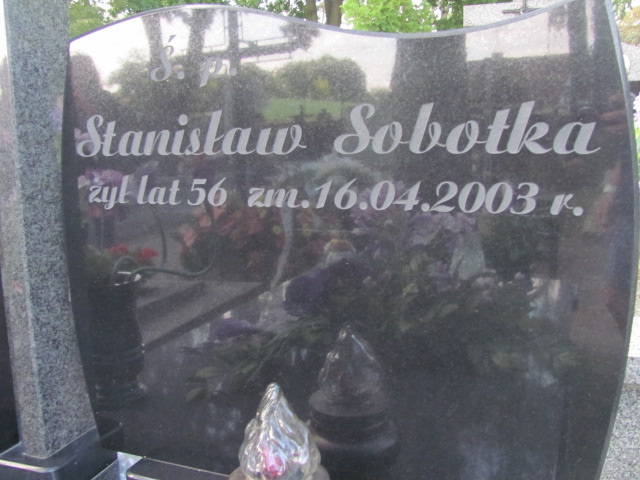 Ś. p.
Stanisław Sobotka
żył lat 56 zm.16.04.2003 r.